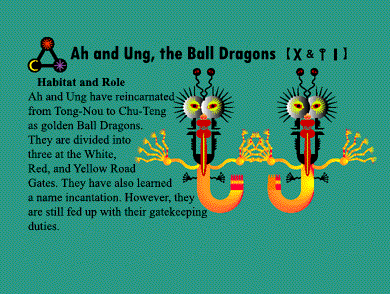 Ah and Ung, the Ball Dragons 【X & † I】
Habitat and Role
Ah and Ung have reincarnated
from Tong-Nou to Chu-Teng
as golden Ball Dragons.
They are divided into
three at the White,
Red, and Yellow Road
Gates. They have also learned
a name incantation. However, they
are still fed up with their gatekeeping
duties.